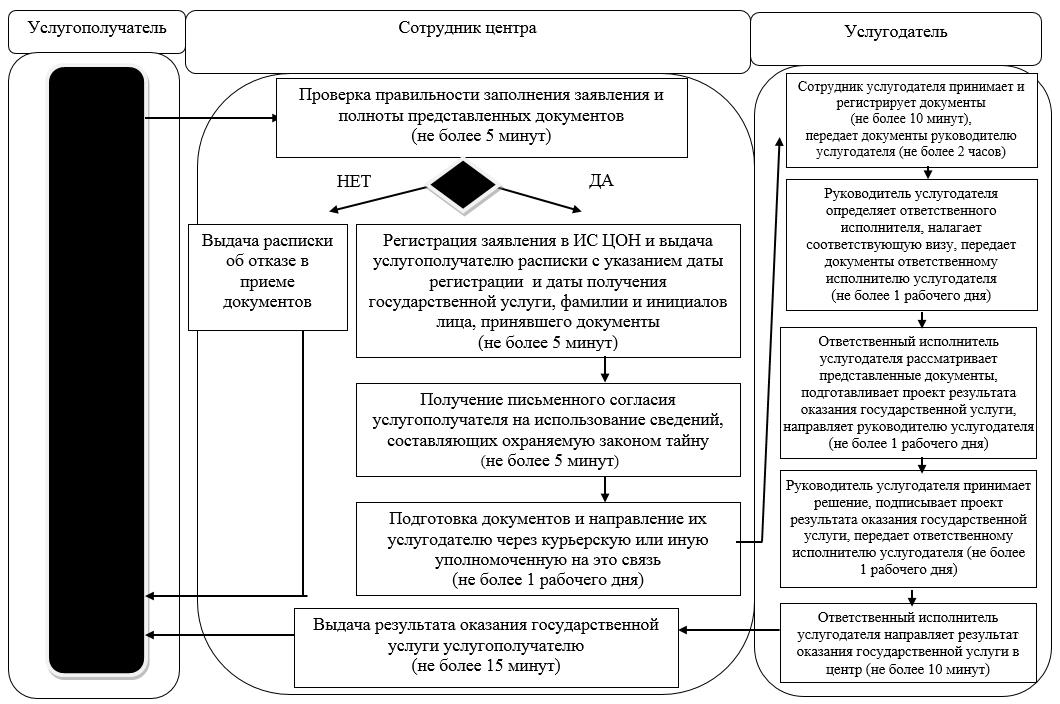 Услугополучатель
Сотрудник центра
Услугодатель
Проверка правильности заполнения заявления и
полноты представленных документов
(не более 5 минут)
НЕТ
ДА
Выдача расписки
об отказе в
приеме
документов
Регистрация заявления в ИС ЦОН и выдача
услугополучателю расписки с указанием даты
регистрации и даты получения
государственной услуги, фамилии и инициалов
лица, принявшего документы
(не более 5 минут)
Получение письменного согласия
услугополучателя на использование сведений,
составляющих охраняемую законом тайну
(не более 5 минут)
Подготовка документов и направление их
услугодателю через курьерскую или иную
уполномоченную на это связь
(не более 1 рабочего дня)
Выдача результата оказания государственной
услуги услугополучателю
(не более 15 минут)
Сотрудник услугодателя принимает и
регистрирует документы
(не более 10 минут),
передает документы руководителю
услугодателя (не более 2 часов)
Руководитель услугодателя
определяет ответственного
исполнителя, налагает
соответствующую визу, передает
документы ответственному
исполнителю услугодателя
(не более 1 рабочего дня)
Ответственный исполнитель
услугодателя рассматривает
представленные документы,
подготавливает проект результата
оказания государственной услуги,
направляет руководителю услугодателя
(не более 1 рабочего дня)
Руководитель услугодателя принимает
решение, подписывает проект
результата оказания государственной
услуги, передает ответственному
исполнителю услугодателя (не более
1 рабочего дня)
Ответственный исполнитель
услугодателя направляет результат
оказания государственной услуги в
центр (не более 10 минут)